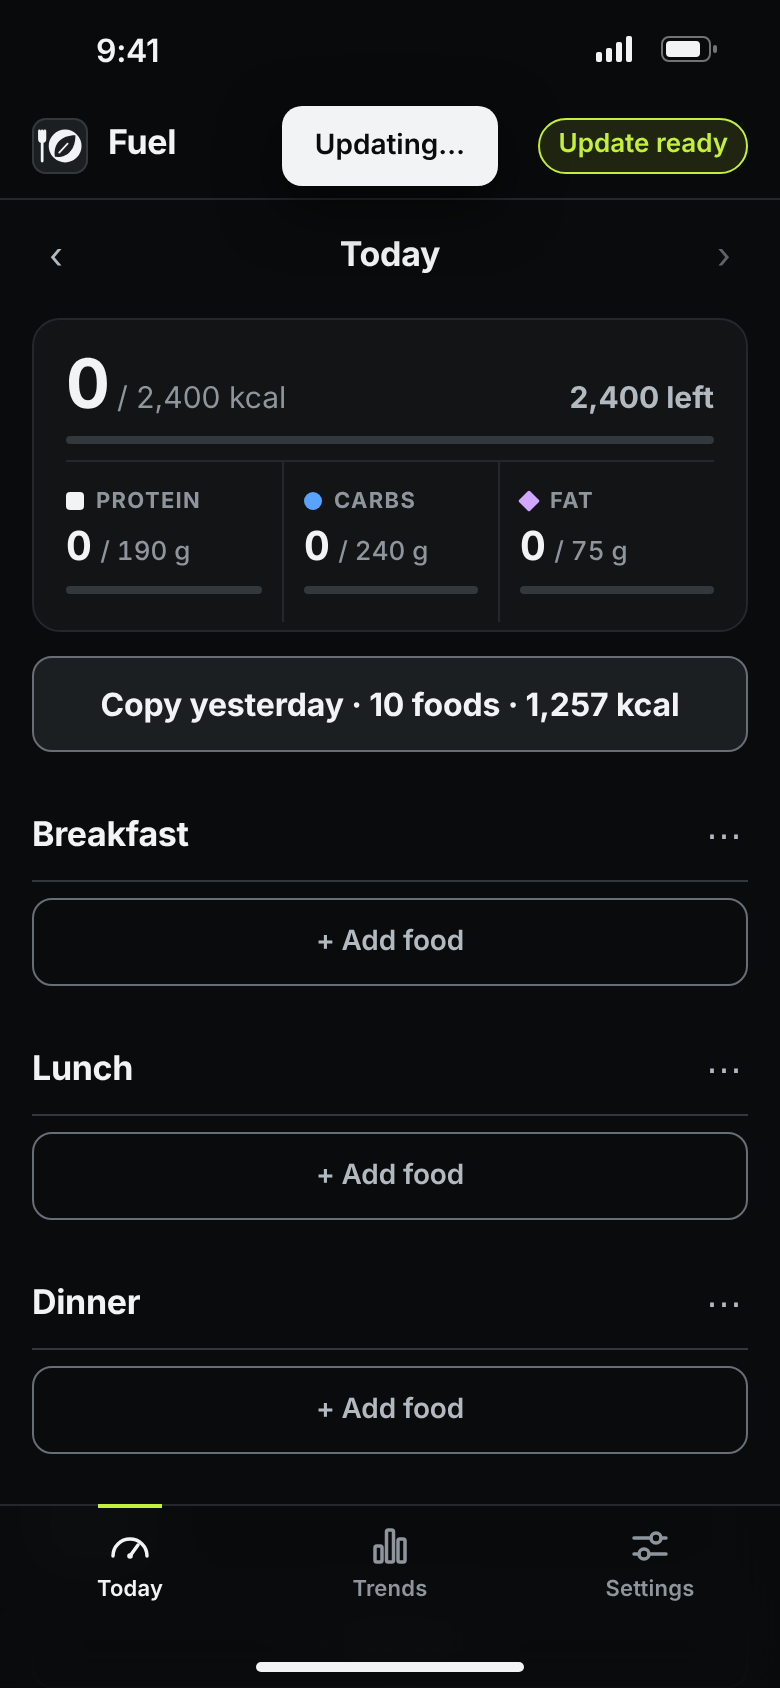 9:41
Fuel
Updating…
Update ready
‹ Today ›
0 / 2,400 kcal 2,400 left
PROTEIN CARBS FAT
0 / 190 g 0 / 240 g 0 / 75 g
Copy yesterday · 10 foods · 1,257 kcal
Breakfast ⋯
+ Add food
Lunch ⋯
+ Add food
Dinner ⋯
+ Add food
Today Trends Settings